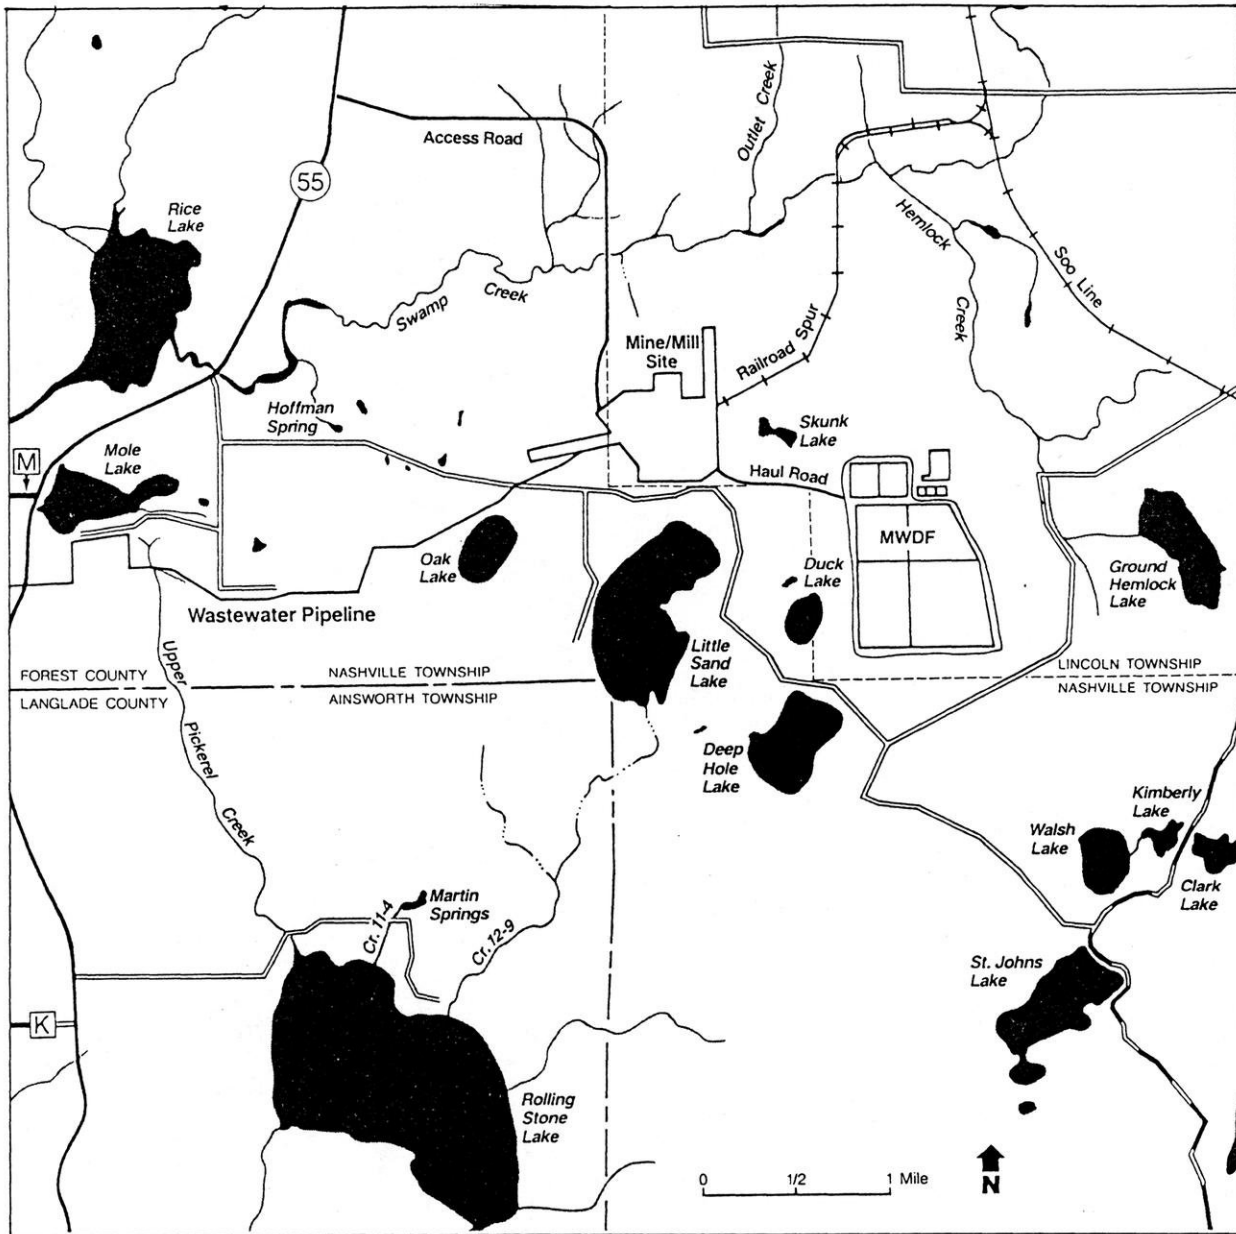 Outlet Creek
Access Road
55
Rice
Lake
Hemlock
Creek
Soo Line
Swamp
Creek
Mine/Mill
Site
Railroad Spur
Hoffman
Spring
Skunk
Lake
M
Mole
Lake
Haul Road
MWDF
Oak
Lake
Duck
Lake
Ground
Hemlock
Lake
Wastewater Pipeline
Upper
Pickerel
Creek
Little
Sand
Lake
FOREST COUNTY
NASHVILLE TOWNSHIP
LINCOLN TOWNSHIP
LANGLADE COUNTY
AINSWORTH TOWNSHIP
NASHVILLE TOWNSHIP
Deep
Hole
Lake
Kimberly
Lake
Walsh
Lake
Clark
Lake
Martin
Springs
Cr. 11-4
Cr. 12-9
St. Johns
Lake
K
Rolling
Stone
Lake
0 1/2 1 Mile
N